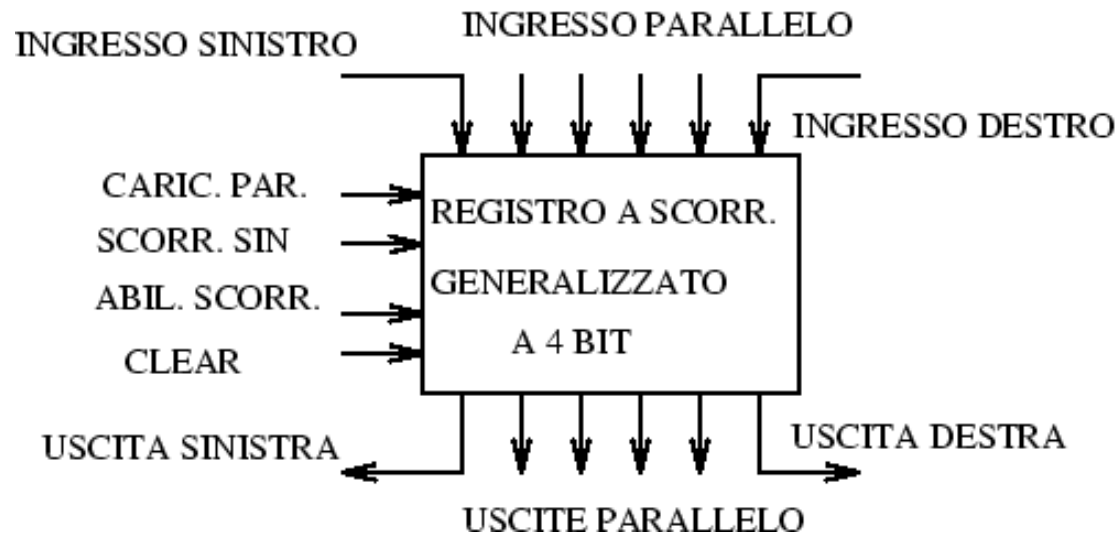 INGRESSO SINISTRO
INGRESSO PARALLELO
INGRESSO DESTRO
CARIC. PAR.
SCORR. SIN
ABIL. SCORR.
CLEAR
REGISTRO A SCORR.
GENERALIZZATO
A 4 BIT
USCITA SINISTRA
USCITA DESTRA
USCITE PARALLELO